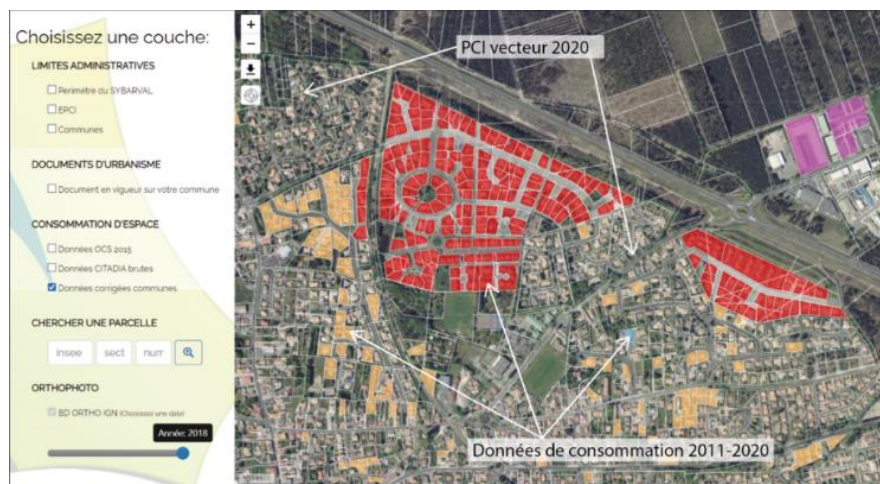 Choisissez une couche:
LIMITES ADMINISTRATIVES
Périmètre du SYBARVAL
EPCI
Communes
DOCUMENTS D'URBANISME
Document en vigueur sur votre commune
CONSOMMATION D'ESPACE
Données OCS 2015
Données CITADIA brutes
Données corrigées communes
CHERCHER UNE PARCELLE
insee sect num
ORTHOPHOTO
BD ORTHO IGN (Choisissez une date)
Année: 2018
+
−
PCI vecteur 2020
Données de consommation 2011-2020